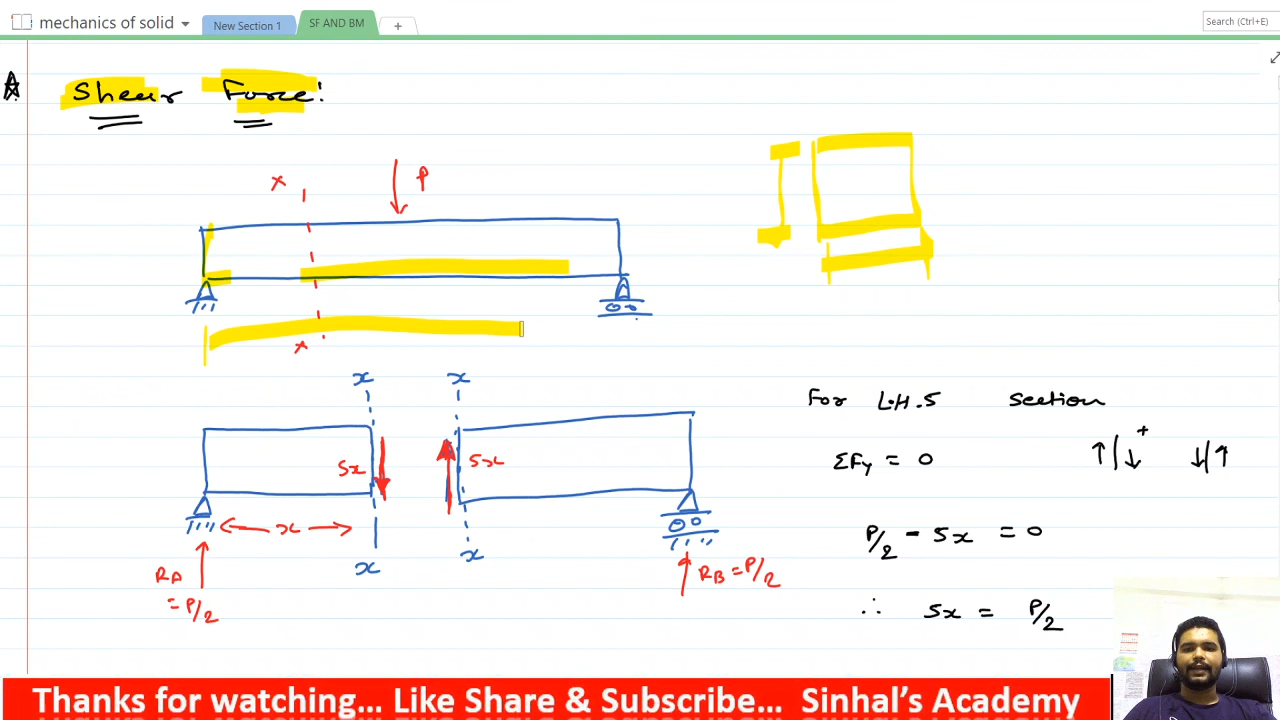 mechanics of solid
New Section 1
SF AND BM
+
Search (Ctrl+E)
Shear Force:
x
P
x
x x
For L.H.S Section
Sx Sx
ΣFy = 0
↑|↓ + ↓|↑
x
P/2 - Sx = 0
x x
RA = P/2
RB = P/2
∴ Sx = P/2
Thanks for watching... Like Share & Subscribe... Sinhal's Academy